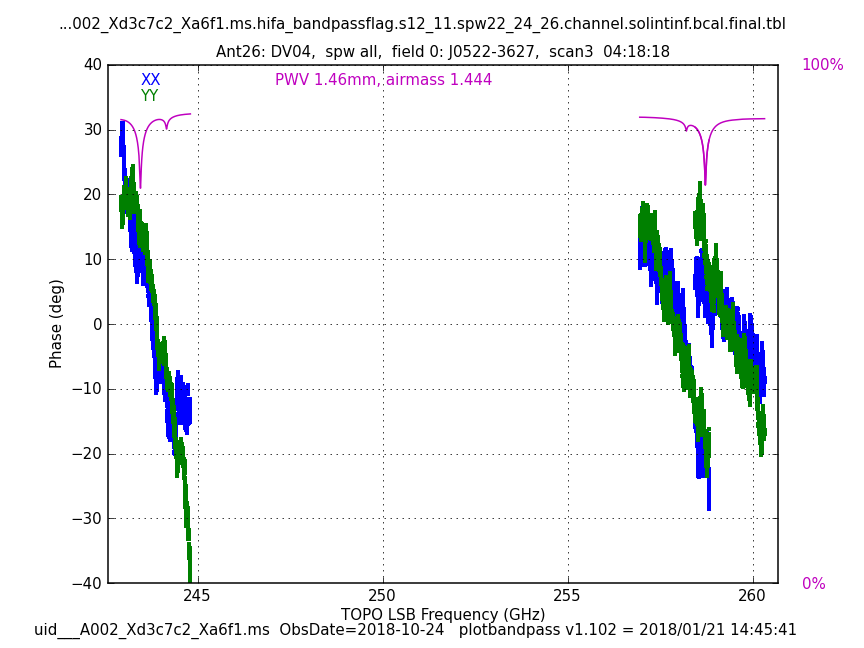 ...002_Xd3c7c2_Xa6f1.ms.hifa_bandpassflag.s12_11.spw22_24_26.channel.solintinf.bcal.final.tbl
Ant26: DV04,  spw all,  field 0: J0522-3627,  scan3  04:18:18
40
XX
PWV 1.46mm, airmass 1.444
100%
YY
30
20
10
0
−10
−20
−30
−40
Phase (deg)
0%
245
250
255
260
TOPO LSB Frequency (GHz)
uid___A002_Xd3c7c2_Xa6f1.ms  ObsDate=2018-10-24   plotbandpass v1.102 = 2018/01/21 14:45:41